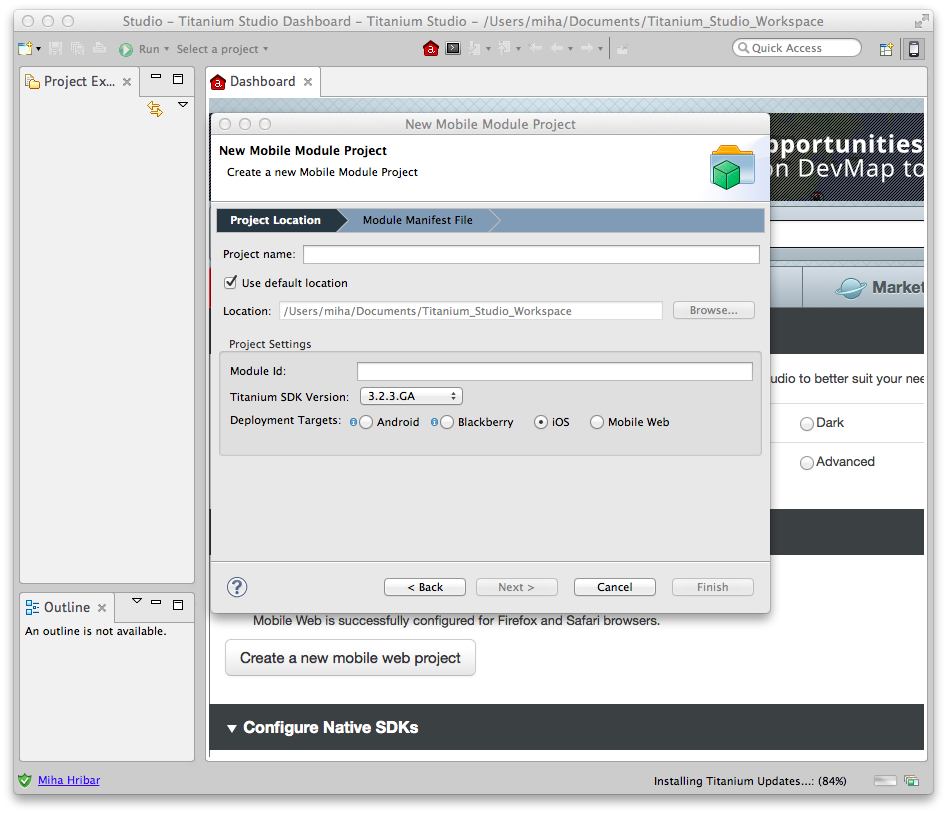 Studio – Titanium Studio Dashboard – Titanium Studio – /Users/miha/Documents/Titanium_Studio_Workspace
Run Select a project
Quick Access
Project Ex...
Dashboard
New Mobile Module Project
New Mobile Module Project
Create a new Mobile Module Project
pportunities
on DevMap to
Project Location Module Manifest File
Project name:
Use default location
Location: /Users/miha/Documents/Titanium_Studio_Workspace Browse...
Market
Project Settings
Module Id:
udio to better suit your nee
Titanium SDK Version: 3.2.3.GA
Deployment Targets: Android Blackberry iOS Mobile Web
Dark
Advanced
? < Back Next > Cancel Finish
Outline
An outline is not available.
Mobile Web is successfully configured for Firefox and Safari browsers.
Create a new mobile web project
Configure Native SDKs
Miha Hribar
Installing Titanium Updates...: (84%)